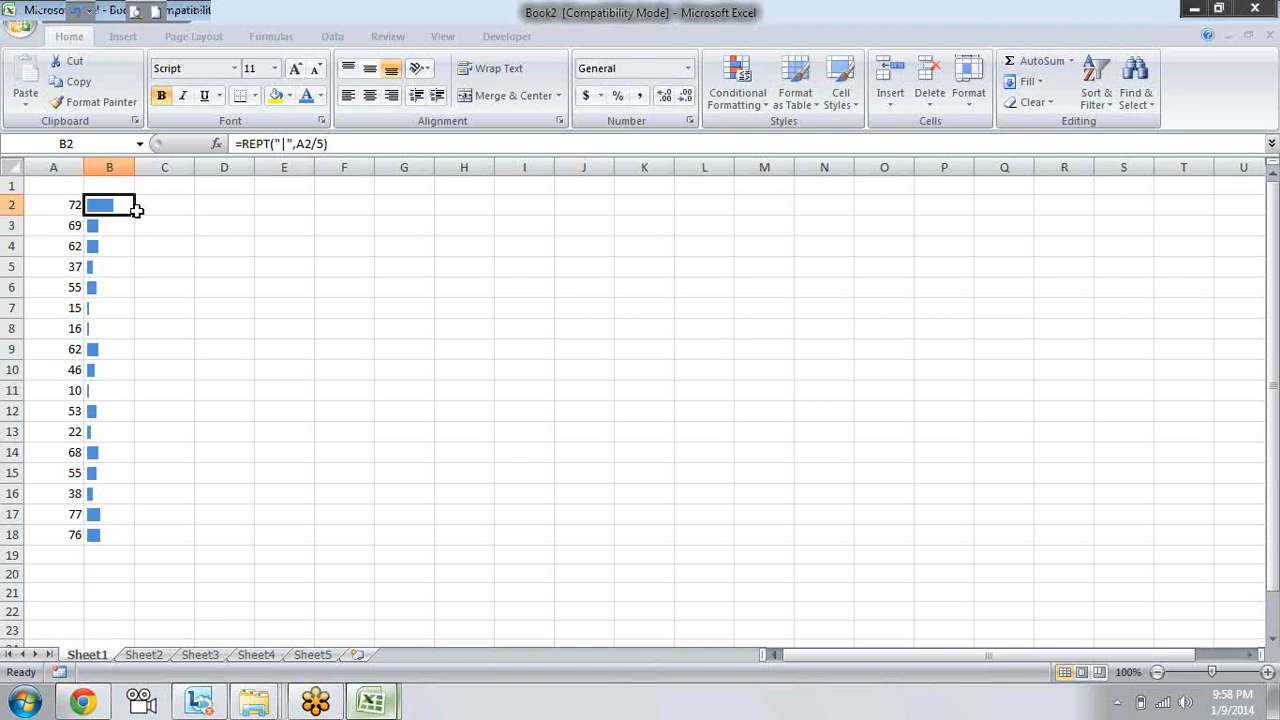 Book2 [Compatibility Mode] - Microsoft Excel
Home Insert Page Layout Formulas Data Review View Developer
Paste
Cut
Copy
Format Painter
Clipboard
Script 11
B I U
Font
Wrap Text
Merge & Center
Alignment
General
$ % ,
Number
Conditional Formatting
Format as Table
Cell Styles
Styles
Insert Delete Format
Cells
Σ AutoSum
Fill
Clear
Sort & Filter
Find & Select
Editing
B2 fx =REPT("|",A2/5)
A B C D E F G H I J K L M N O P Q R S T U
1
2 72
3 69
4 62
5 37
6 55
7 15
8 16
9 62
10 46
11 10
12 53
13 22
14 68
15 55
16 38
17 77
18 76
19
20
21
22
23
Sheet1 Sheet2 Sheet3 Sheet4 Sheet5
Ready 100%
9:58 PM
1/9/2014